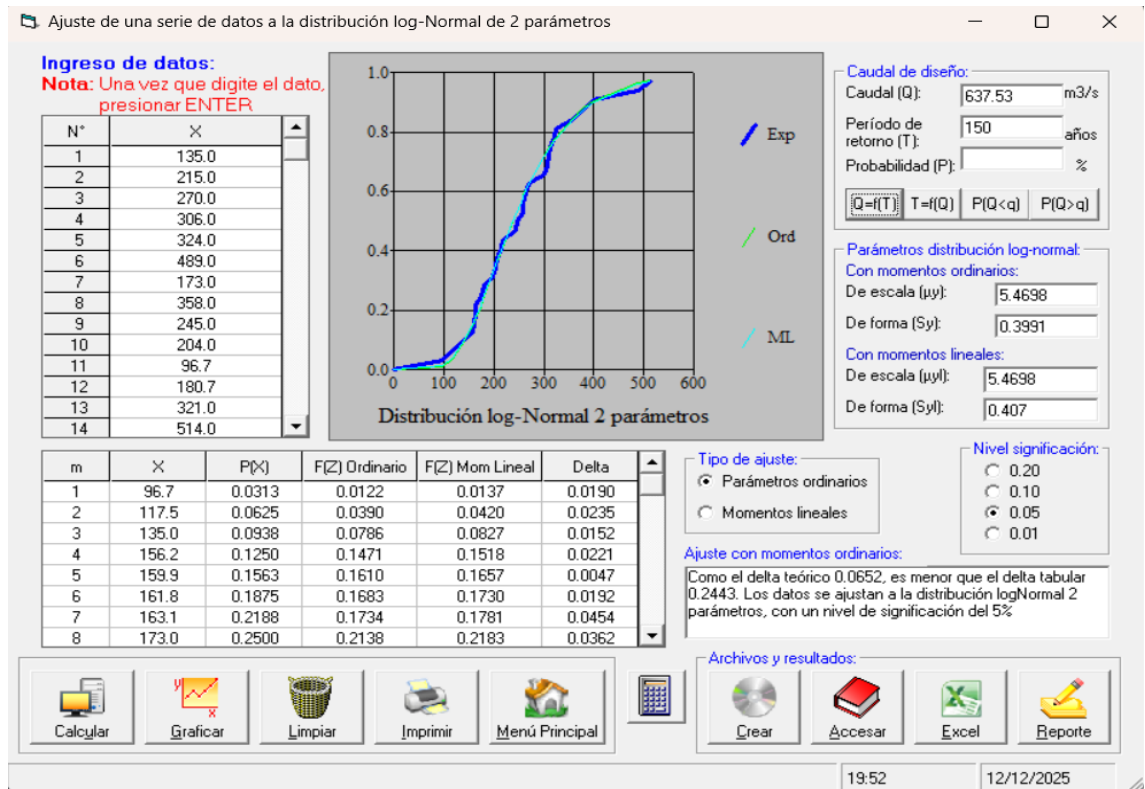 Ajuste de una serie de datos a la distribución log-Normal de 2 parámetros
Ingreso de datos:
Nota: Una vez que digite el dato,
presionar ENTER
N° X
1 135.0
2 215.0
3 270.0
4 306.0
5 324.0
6 489.0
7 173.0
8 358.0
9 245.0
10 204.0
11 96.7
12 180.7
13 321.0
14 514.0
1.0
0.8
0.6
0.4
0.2
0.0
0 100 200 300 400 500 600
Exp
Ord
ML
Distribución log-Normal 2 parámetros
Caudal de diseño:
Caudal (Q): 637.53 m3/s
Período de
retorno (T): 150 años
Probabilidad (P): %
Q=f(T) T=f(Q) P(Q<q) P(Q>q)
Parámetros distribución log-normal:
Con momentos ordinarios:
De escala (μy): 5.4698
De forma (Sy): 0.3991
Con momentos lineales:
De escala (μyl): 5.4698
De forma (Syl): 0.407
m X P(X) F(Z) Ordinario F(Z) Mom Lineal Delta
1 96.7 0.0313 0.0122 0.0137 0.0190
2 117.5 0.0625 0.0390 0.0420 0.0235
3 135.0 0.0938 0.0786 0.0827 0.0152
4 156.2 0.1250 0.1471 0.1518 0.0221
5 159.9 0.1563 0.1610 0.1657 0.0047
6 161.8 0.1875 0.1683 0.1730 0.0192
7 163.1 0.2188 0.1734 0.1781 0.0454
8 173.0 0.2500 0.2138 0.2183 0.0362
Tipo de ajuste:
Parámetros ordinarios
Momentos lineales
Nivel significación:
0.20
0.10
0.05
0.01
Ajuste con momentos ordinarios:
Como el delta teórico 0.0652, es menor que el delta tabular
0.2443. Los datos se ajustan a la distribución logNormal 2
parámetros, con un nivel de significación del 5%
Calcular Graficar Limpiar Imprimir Menú Principal
Archivos y resultados:
Crear Accesar Excel Reporte
19:52 12/12/2025